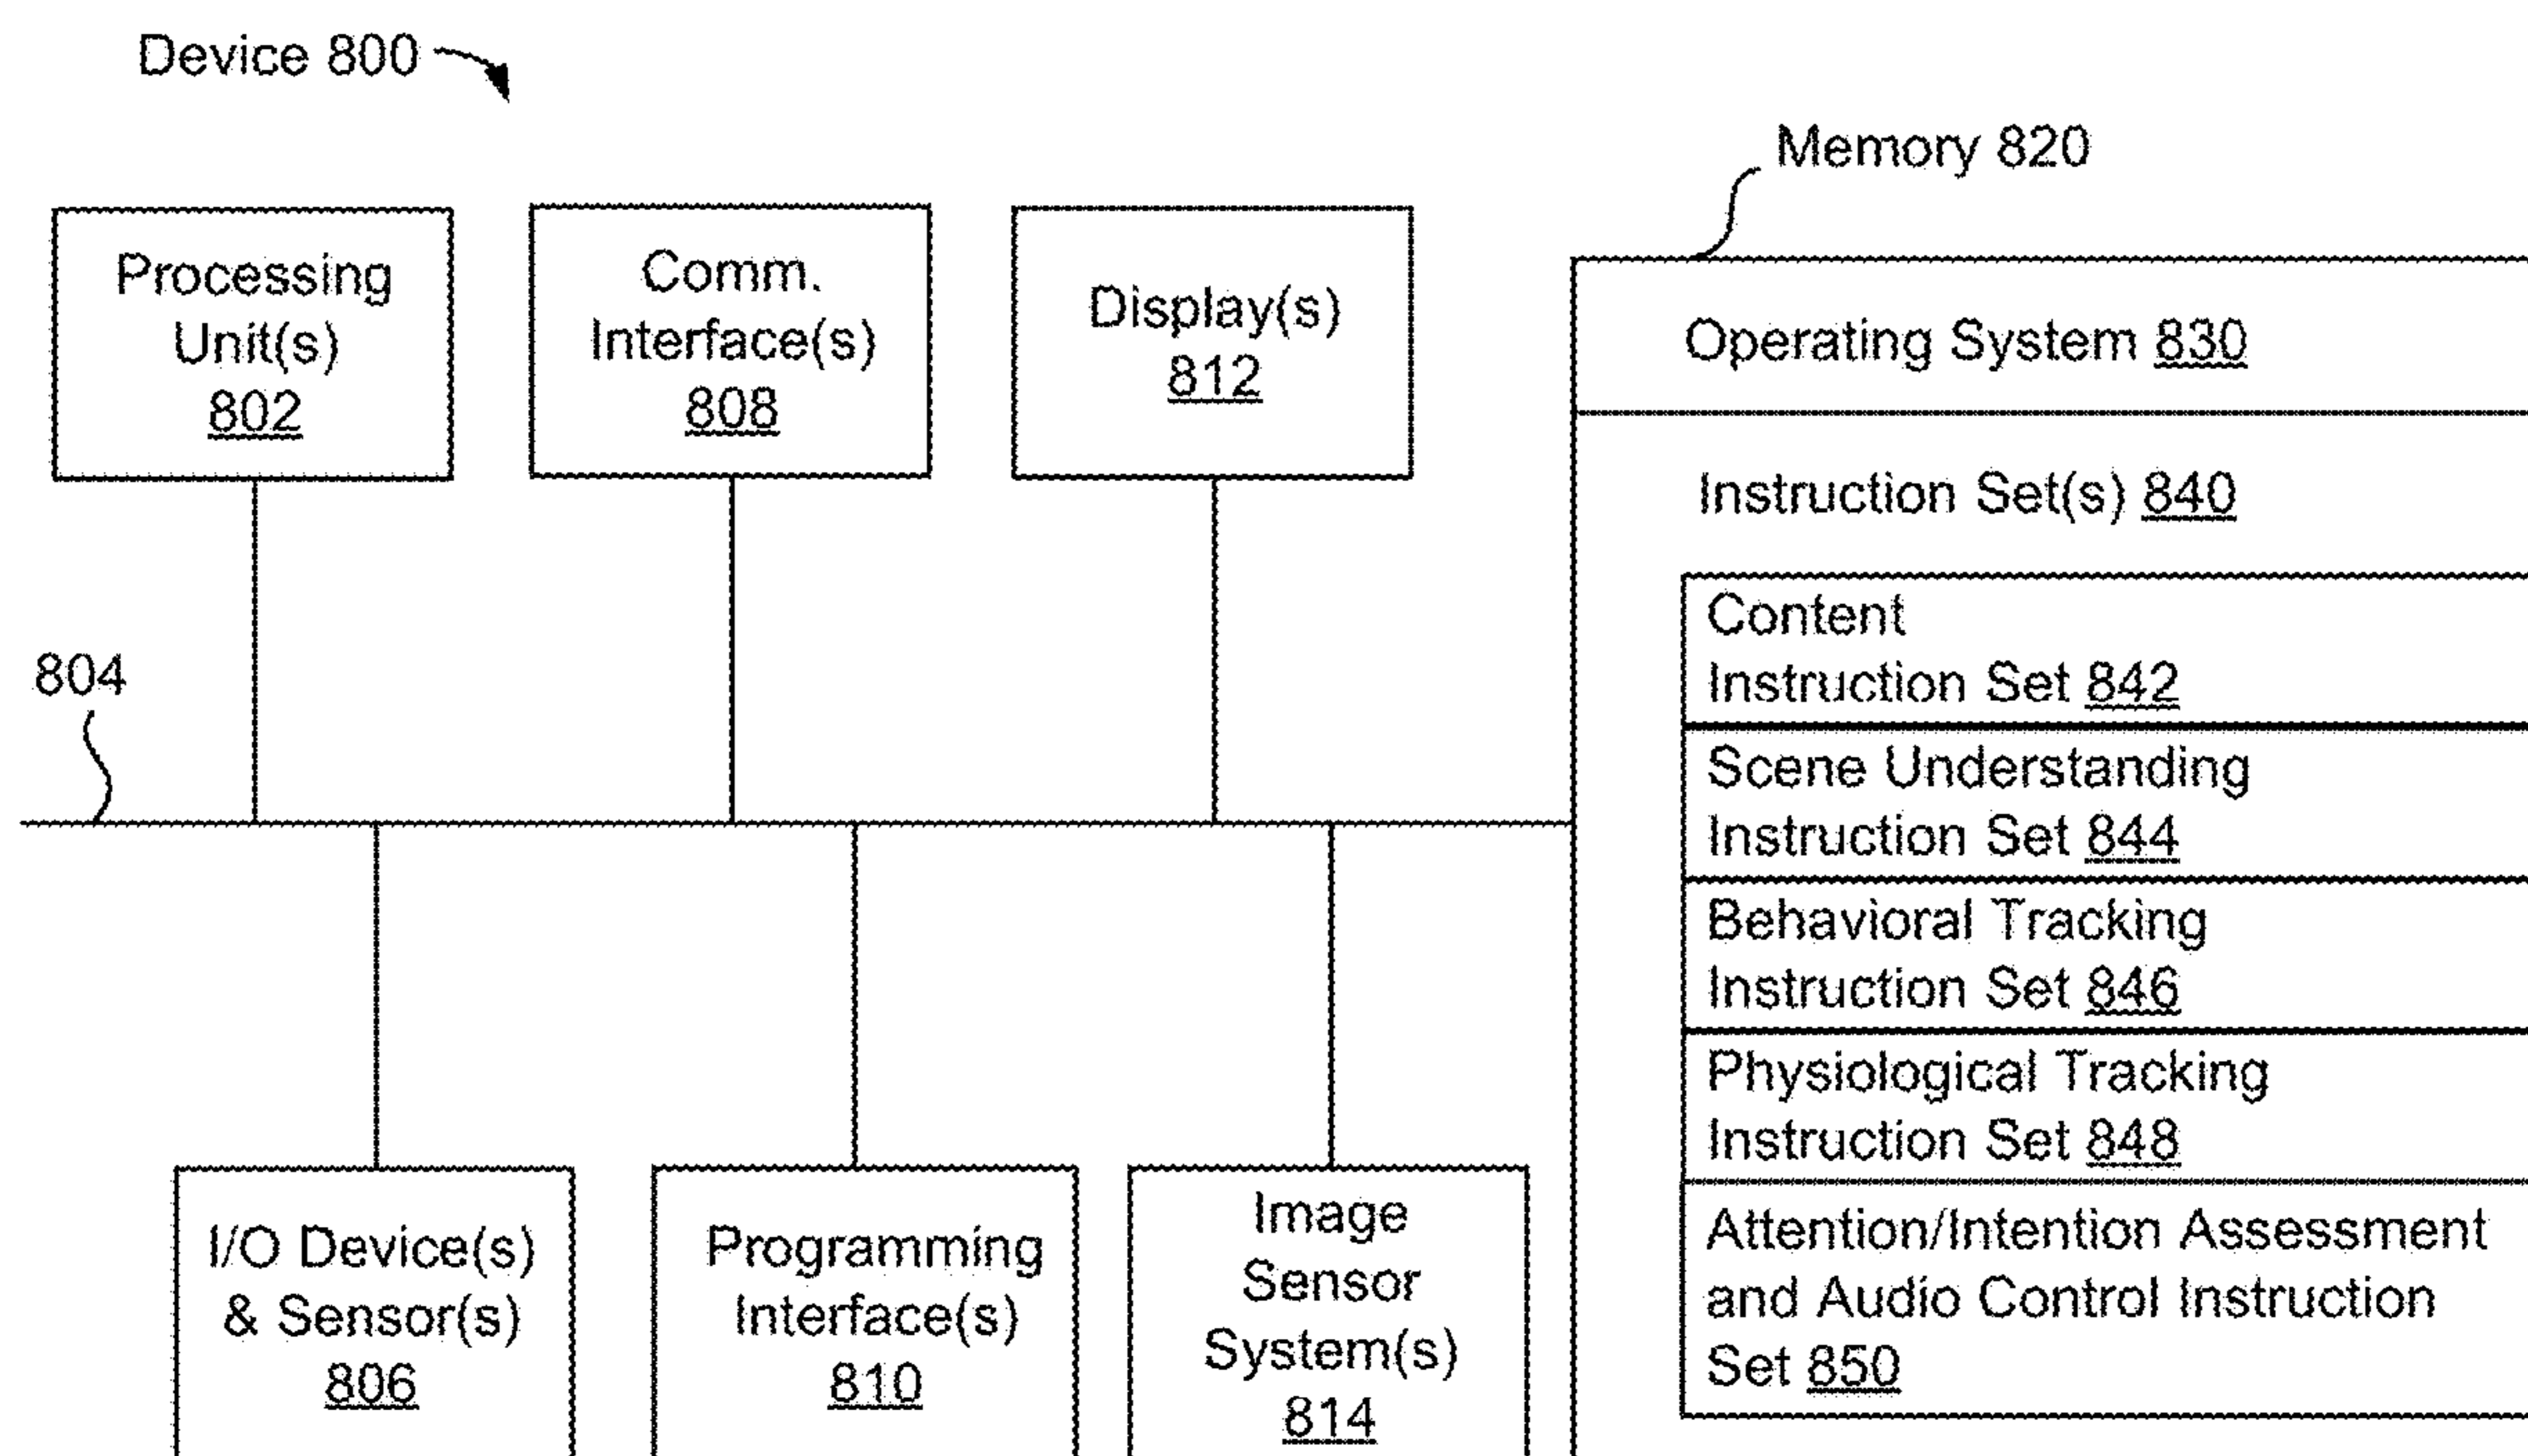 Device 800
Memory 820
Processing
Unit(s)
802
Comm.
Interface(s)
808
Display(s)
812
Operating System 830
Instruction Set(s) 840
Content
Instruction Set 842
Scene Understanding
Instruction Set 844
Behavioral Tracking
Instruction Set 846
Physiological Tracking
Instruction Set 848
Attention/Intention Assessment
and Audio Control Instruction
Set 850
804
I/O Device(s)
& Sensor(s)
806
Programming
Interface(s)
810
Image
Sensor
System(s)
814